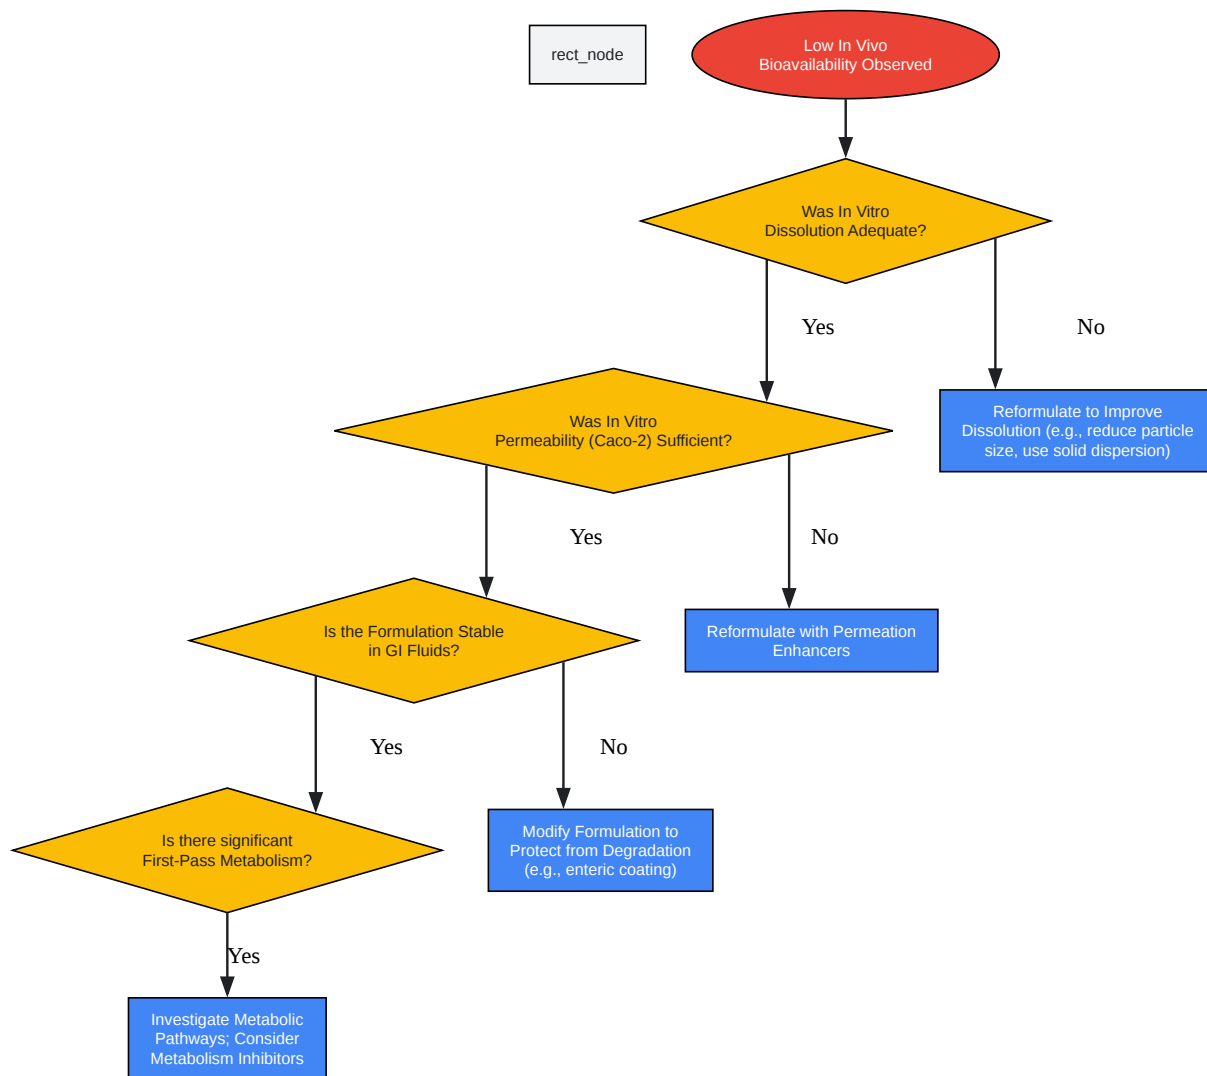 rect_node
Low In Vivo
Bioavailability Observed
Was In Vitro
Dissolution Adequate?
Yes
No
Was In Vitro
Permeability (Caco-2) Sufficient?
Reformulate to Improve
Dissolution (e.g., reduce particle
size, use solid dispersion)
Yes
No
Is the Formulation Stable
in GI Fluids?
Reformulate with Permeation
Enhancers
Yes
No
Is there significant
First-Pass Metabolism?
Modify Formulation to
Protect from Degradation
(e.g., enteric coating)
Yes
Investigate Metabolic
Pathways; Consider
Metabolism Inhibitors